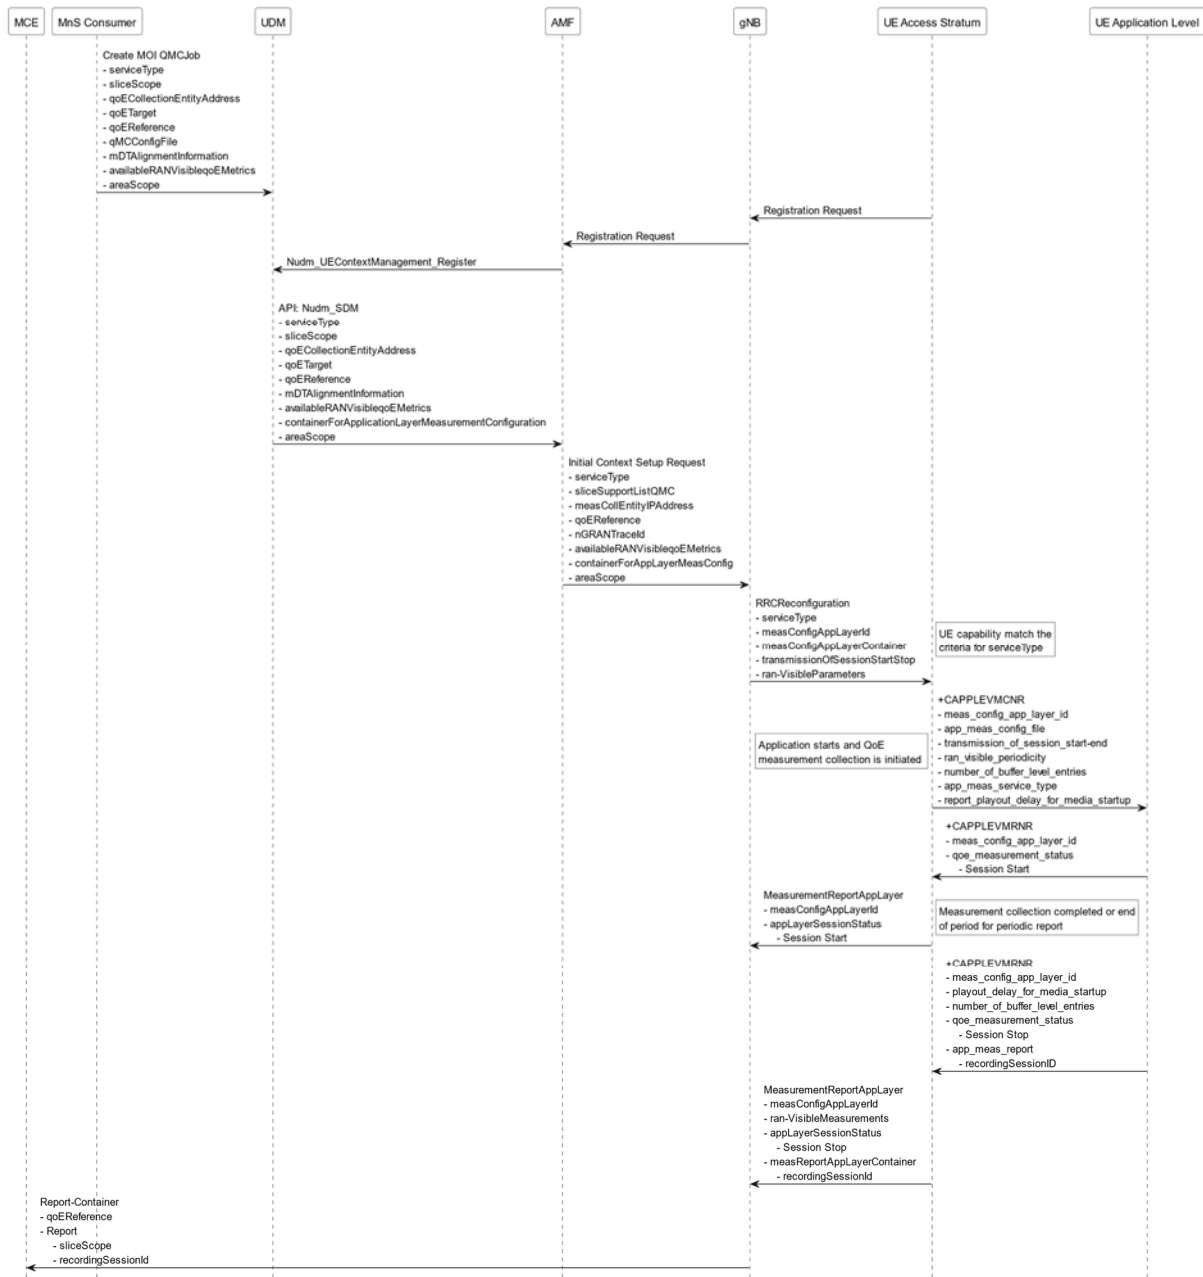 MCE
MnS Consumer
UDM
AMF
gNB
UE Access Stratum
UE Application Level
Create MOI QMCJob
- serviceType
- sliceScope
- qoECollectionEntityAddress
- qoETarget
- qoEReference
- qMCConfigFile
- mDTAlignmentInformation
- availableRANVisibleqoEMetrics
- areaScope
Registration Request
Registration Request
Nudm_UEContextManagement_Register
API: Nudm_SDM
- serviceType
- sliceScope
- qoECollectionEntityAddress
- qoETarget
- qoEReference
- mDTAlignmentInformation
- availableRANVisibleqoEMetrics
- containerForApplicationLayerMeasurementConfiguration
- areaScope
Initial Context Setup Request
- serviceType
- sliceSupportListQMC
- measCollEntityIPAddress
- qoEReference
- nGRANTraceId
- availableRANVisibleqoEMetrics
- containerForAppLayerMeasConfig
- areaScope
RRCReconfiguration
- serviceType
- measConfigAppLayerId
- measConfigAppLayerContainer
- transmissionOfSessionStartStop
- ran-VisibleParameters
UE capability match the
criteria for serviceType
+CAPPLEVMCNR
- meas_config_app_layer_id
- app_meas_config_file
- transmission_of_session_start-end
- ran_visible_periodicity
- number_of_buffer_level_entries
- app_meas_service_type
- report_playout_delay_for_media_startup
Application starts and QoE
measurement collection is initiated
+CAPPLEVMRNR
- meas_config_app_layer_id
- qoe_measurement_status
- Session Start
MeasurementReportAppLayer
- measConfigAppLayerId
- appLayerSessionStatus
- Session Start
Measurement collection completed or end
of period for periodic report
+CAPPLEVMRNR
- meas_config_app_layer_id
- playout_delay_for_media_startup
- number_of_buffer_level_entries
- qoe_measurement_status
- Session Stop
- app_meas_report
- recordingSessionID
MeasurementReportAppLayer
- measConfigAppLayerId
- ran-VisibleMeasurements
- appLayerSessionStatus
- Session Stop
- measReportAppLayerContainer
- recordingSessionId
Report-Container
- qoEReference
- Report
- sliceScope
- recordingSessionId